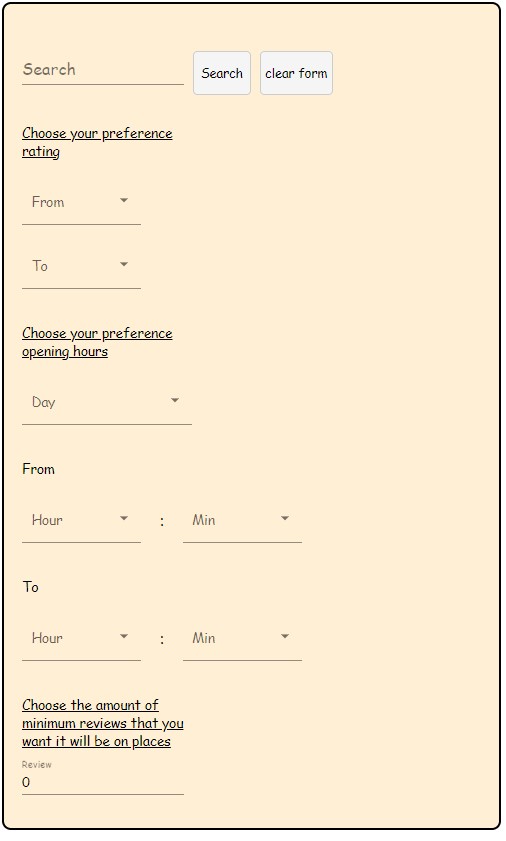 Search Search clear form
Choose your preference
rating
From
To
Choose your preference
opening hours
Day
From
Hour : Min
To
Hour : Min
Choose the amount of
minimum reviews that you
want it will be on places
Review
0